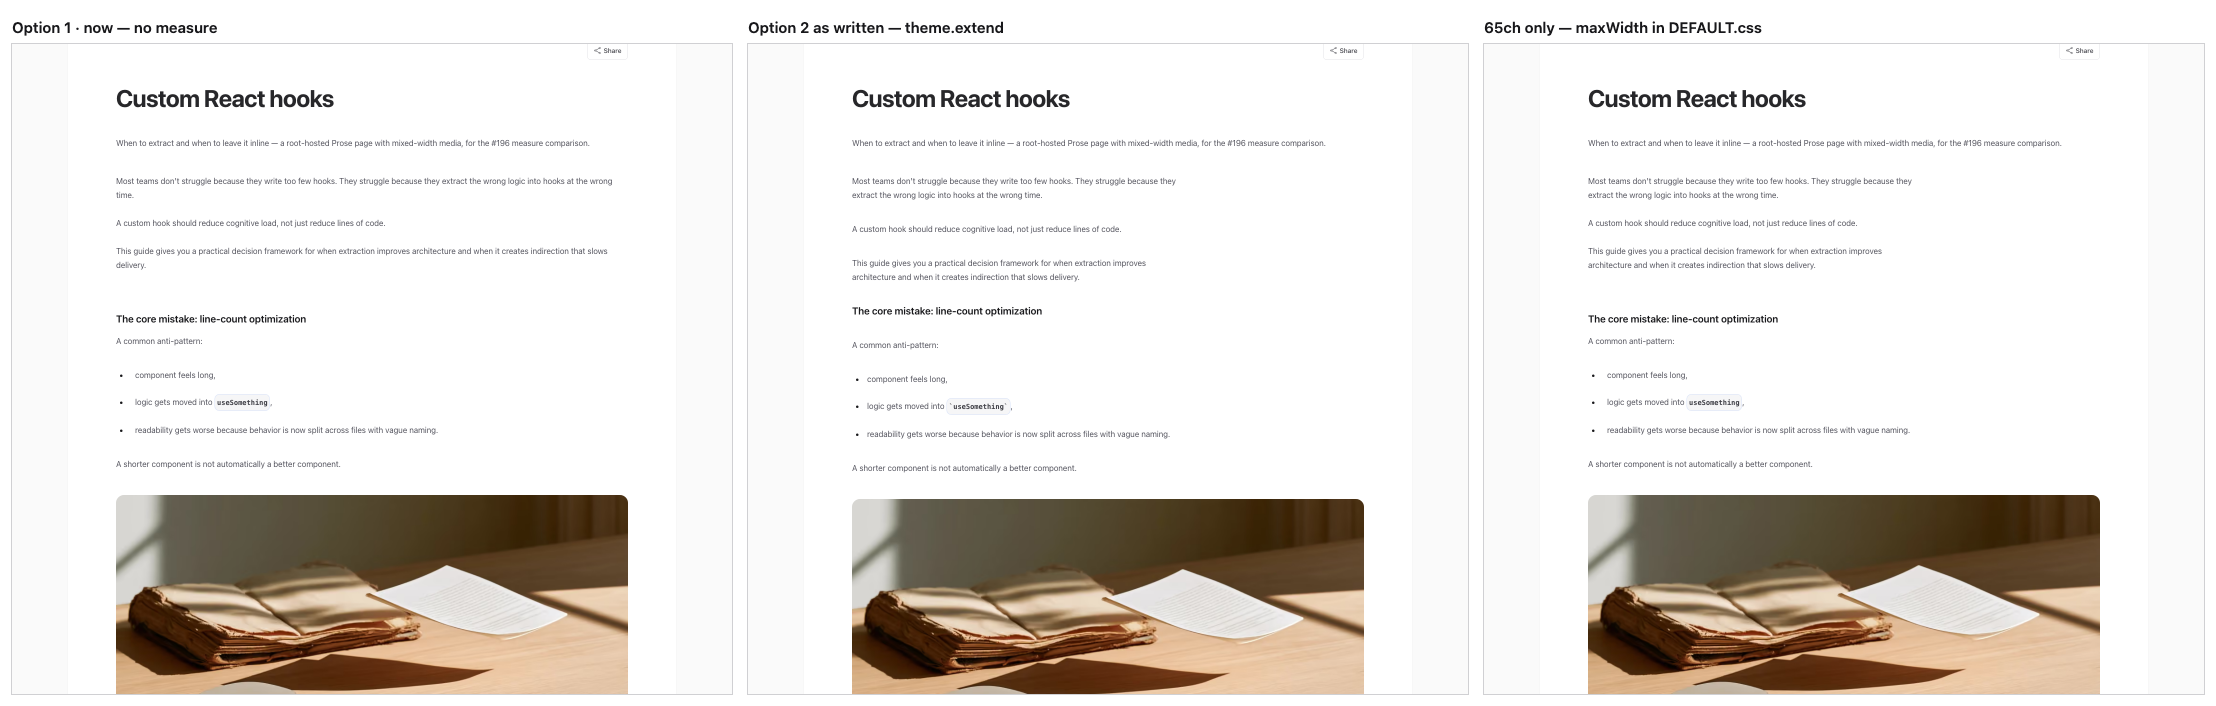 Option 1 · now — no measure
Share
Custom React hooks
When to extract and when to leave it inline — a root-hosted Prose page with mixed-width media, for the #196 measure comparison.
Most teams don't struggle because they write too few hooks. They struggle because they extract the wrong logic into hooks at the wrong
time.
A custom hook should reduce cognitive load, not just reduce lines of code.
This guide gives you a practical decision framework for when extraction improves architecture and when it creates indirection that slows
delivery.
The core mistake: line-count optimization
A common anti-pattern:
• component feels long,
• logic gets moved into useSomething,
• readability gets worse because behavior is now split across files with vague naming.
A shorter component is not automatically a better component.
Option 2 as written — theme.extend
Share
Custom React hooks
When to extract and when to leave it inline — a root-hosted Prose page with mixed-width media, for the #196 measure comparison.
Most teams don't struggle because they write too few hooks. They struggle because they
extract the wrong logic into hooks at the wrong time.
A custom hook should reduce cognitive load, not just reduce lines of code.
This guide gives you a practical decision framework for when extraction improves
architecture and when it creates indirection that slows delivery.
The core mistake: line-count optimization
A common anti-pattern:
• component feels long,
• logic gets moved into `useSomething`,
• readability gets worse because behavior is now split across files with vague naming.
A shorter component is not automatically a better component.
65ch only — maxWidth in DEFAULT.css
Share
Custom React hooks
When to extract and when to leave it inline — a root-hosted Prose page with mixed-width media, for the #196 measure comparison.
Most teams don't struggle because they write too few hooks. They struggle because they
extract the wrong logic into hooks at the wrong time.
A custom hook should reduce cognitive load, not just reduce lines of code.
This guide gives you a practical decision framework for when extraction improves
architecture and when it creates indirection that slows delivery.
The core mistake: line-count optimization
A common anti-pattern:
• component feels long,
• logic gets moved into useSomething,
• readability gets worse because behavior is now split across files with vague naming.
A shorter component is not automatically a better component.